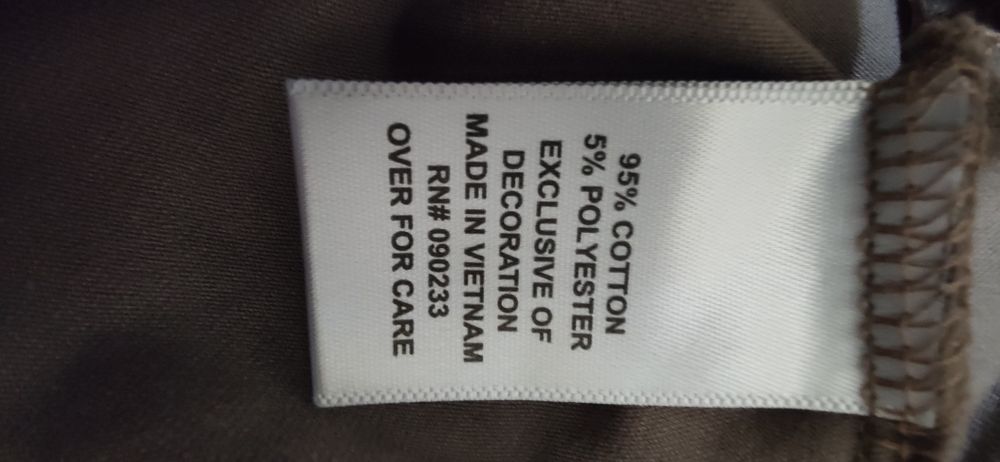 95% COTTON
5% POLYESTER
EXCLUSIVE OF
DECORATION
MADE IN VIETNAM
RN# 090233
OVER FOR CARE